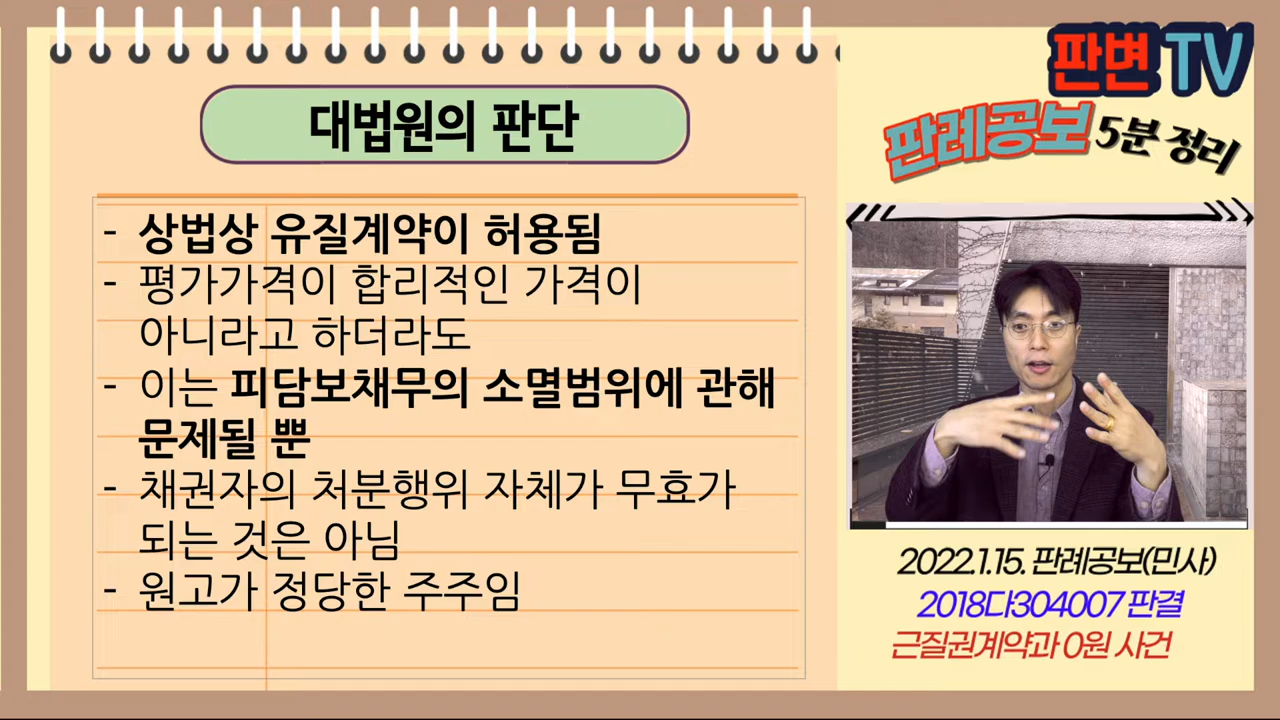 판변 TV
판례공보 5분 정리
대법원의 판단
- 상법상 유질계약이 허용됨
- 평가가격이 합리적인 가격이
아니라고 하더라도
- 이는 피담보채무의 소멸범위에 관해
문제될 뿐
- 채권자의 처분행위 자체가 무효가
되는 것은 아님
- 원고가 정당한 주주임
2022.1.15. 판례공보(민사)
2018다304007 판결
근질권계약과 0원 사건